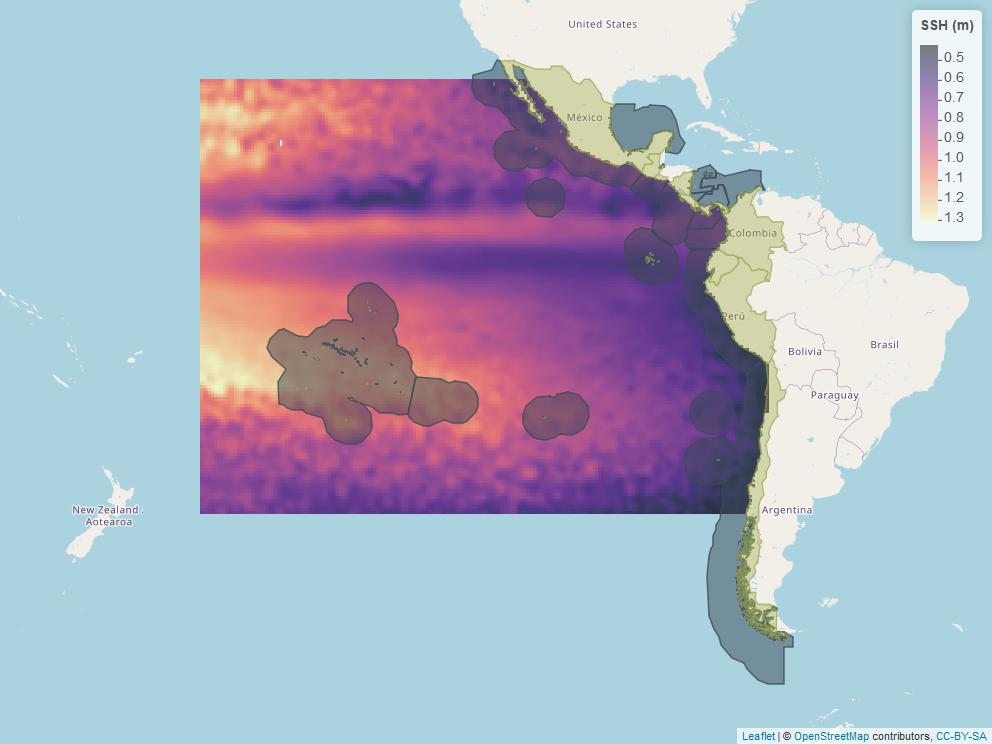 United States
SSH (m)
0.5
0.6
0.7
0.8
0.9
1.0
1.1
1.2
1.3
México
Colombia
Perú
Bolivia
Brasil
Paraguay
New Zealand
Aotearoa
Argentina
Leaflet | © OpenStreetMap contributors, CC-BY-SA